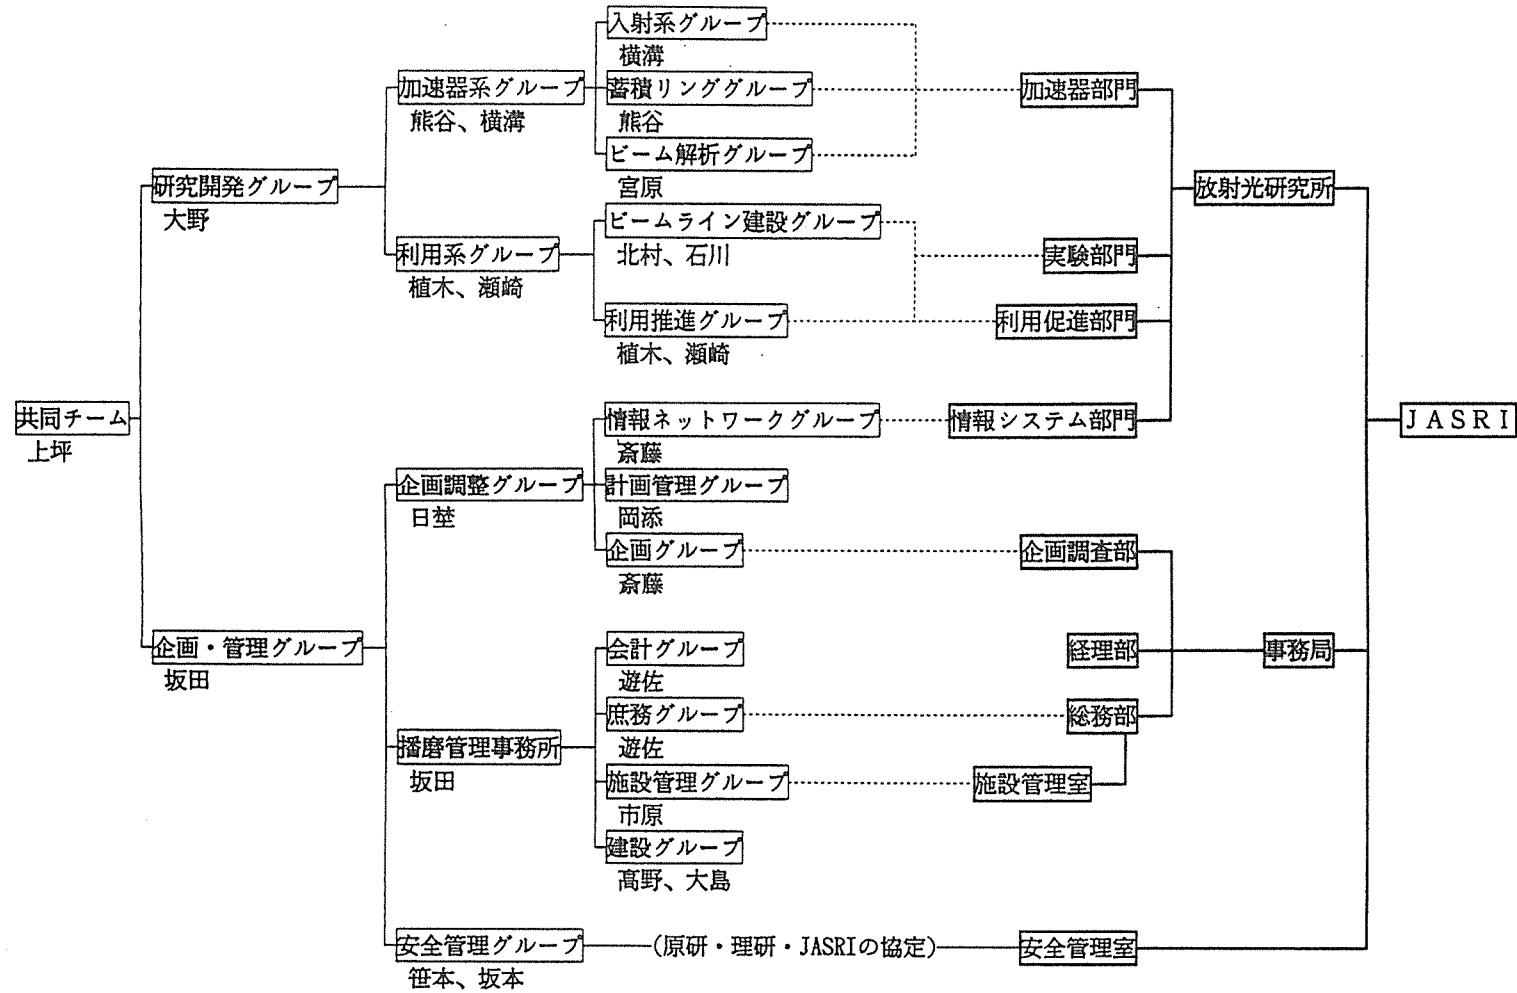 入射系グループ
横溝
加速器系グループ
熊谷、横溝
蓄積リンググループ
熊谷
加速器部門
ビーム解析グループ
宮原
研究開発グループ
大野
放射光研究所
ビームライン建設グループ
北村、石川
利用系グループ
植木、瀬崎
実験部門
利用推進グループ
植木、瀬崎
利用促進部門
共同チーム
上坪
情報ネットワークグループ
斎藤
情報システム部門
JASRI
企画調整グループ
日埜
計画管理グループ
岡添
企画グループ
斎藤
企画調査部
企画・管理グループ
坂田
会計グループ
遊佐
経理部
事務局
庶務グループ
遊佐
総務部
播磨管理事務所
坂田
施設管理グループ
市原
施設管理室
建設グループ
髙野、大島
安全管理グループ
笹本、坂本
(原研・理研・JASRIの協定)
安全管理室